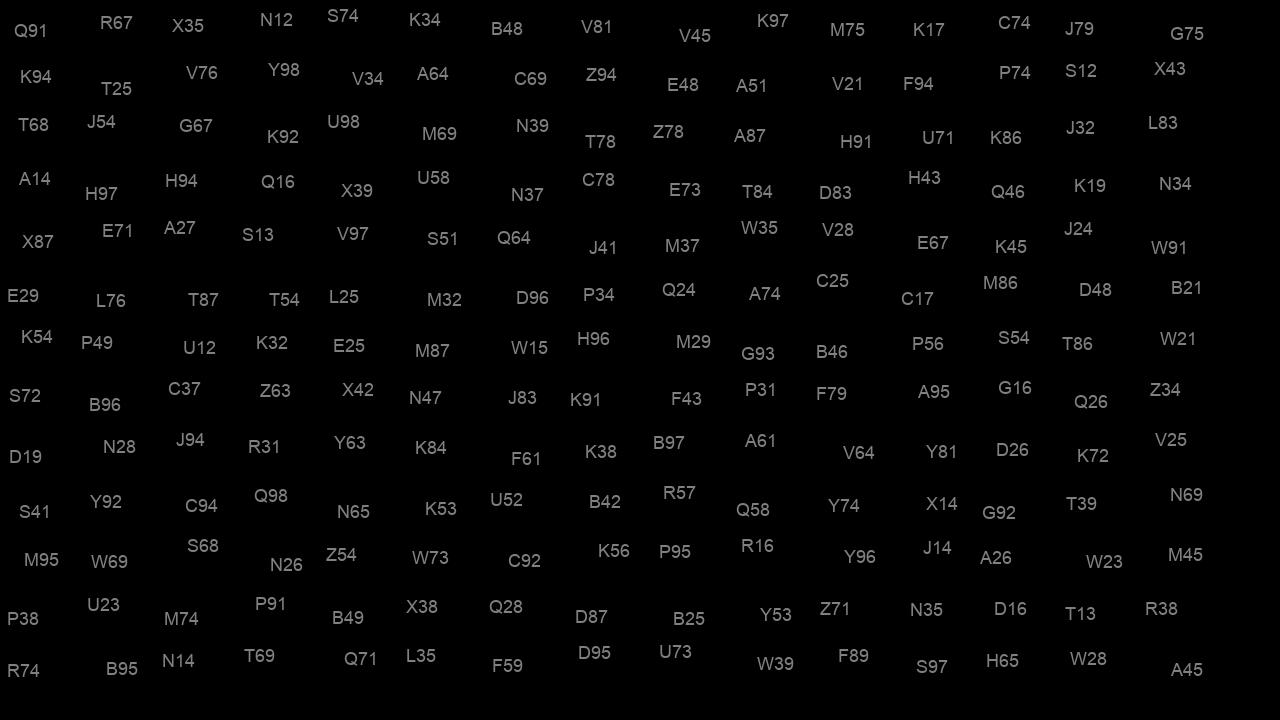 Q91 R67 X35 N12 S74 K34 B48 V81 V45 K97 M75 K17 C74 J79 G75
K94 T25 V76 Y98 V34 A64 C69 Z94 E48 A51 V21 F94 P74 S12 X43
T68 J54 G67 K92 U98 M69 N39 T78 Z78 A87 H91 U71 K86 J32 L83
A14 H97 H94 Q16 X39 U58 N37 C78 E73 T84 D83 H43 Q46 K19 N34
X87 E71 A27 S13 V97 S51 Q64 J41 M37 W35 V28 E67 K45 J24 W91
E29 L76 T87 T54 L25 M32 D96 P34 Q24 A74 C25 C17 M86 D48 B21
K54 P49 U12 K32 E25 M87 W15 H96 M29 G93 B46 P56 S54 T86 W21
S72 B96 C37 Z63 X42 N47 J83 K91 F43 P31 F79 A95 G16 Q26 Z34
D19 N28 J94 R31 Y63 K84 F61 K38 B97 A61 V64 Y81 D26 K72 V25
S41 Y92 C94 Q98 N65 K53 U52 B42 R57 Q58 Y74 X14 G92 T39 N69
M95 W69 S68 N26 Z54 W73 C92 K56 P95 R16 Y96 J14 A26 W23 M45
P38 U23 M74 P91 B49 X38 Q28 D87 B25 Y53 Z71 N35 D16 T13 R38
R74 B95 N14 T69 Q71 L35 F59 D95 U73 W39 F89 S97 H65 W28 A45